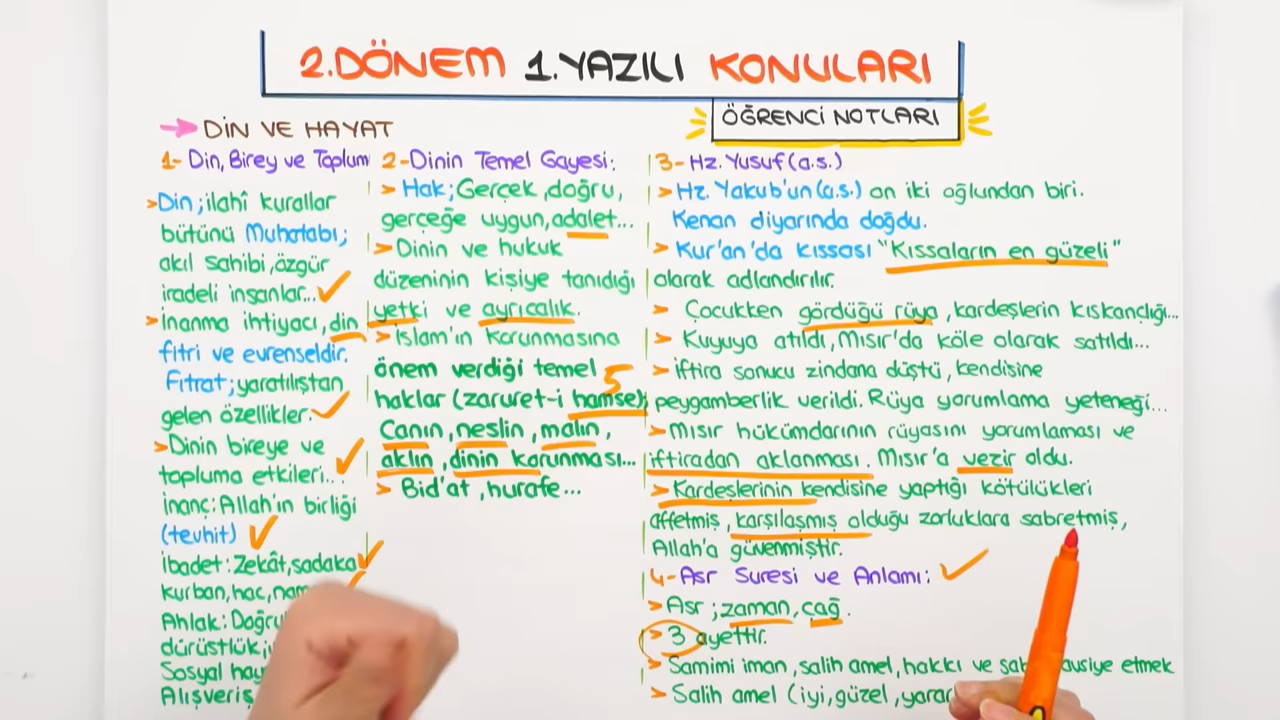 2.DÖNEM 1.YAZILI KONULARI
ÖĞRENCİ NOTLARI
DİN VE HAYAT
1- Din, Birey ve Toplum
>Din; ilahî kurallar
bütünü Muhatabı;
akıl sahibi, özgür
iradeli insanlar...
>İnanma ihtiyacı, din
fıtri ve evrenseldir.
Fıtrat; yaratılıştan
gelen özellikler.
>Dinin bireye ve
topluma etkileri...
İnanç: Allah'ın birliği
(tevhit)
İbadet: Zekât, sadaka
kurban, hac,
Ahlak:
dürüstlük,
Sosyal
Alışveriş,
2-Dinin Temel Gayesi:
> Hak; Gerçek, doğru,
gerçeğe uygun, adalet...
> Dinin ve hukuk
düzeninin kişiye tanıdığı
yetki ve ayrıcalık.
> İslam'ın korunmasına
önem verdiği temel 5
haklar (zaruret-i hamse);
Canın, neslin, malın,
aklın, dinin korunması...
> Bid'at, hurafe...
3-Hz. Yusuf (a.s.)
> Hz. Yakub'un (a.s.) on iki oğlundan biri.
Kenan diyarında doğdu.
> Kur'an'da kıssası "Kıssaların en güzeli"
olarak adlandırılır.
> Çocukken gördüğü rüya, kardeşlerin kıskançlığı...
> Kuyuya atıldı, Mısır'da köle olarak satıldı...
> İftira sonucu zindana düştü, kendisine
peygamberlik verildi. Rüya yorumlama yeteneği...
> Mısır hükümdarının rüyasını yorumlaması ve
iftiradan aklanması. Mısır'a vezir oldu.
> Kardeşlerinin kendisine yaptığı kötülükleri
affetmiş, karşılaşmış olduğu zorluklara sabretmiş,
Allah'a güvenmiştir.
4-Asr Suresi ve Anlamı:
> Asr; zaman, çağ.
> 3 ayettir.
> Samimi iman, salih amel, hakkı ve etmek
> Salih amel (iyi, güzel,